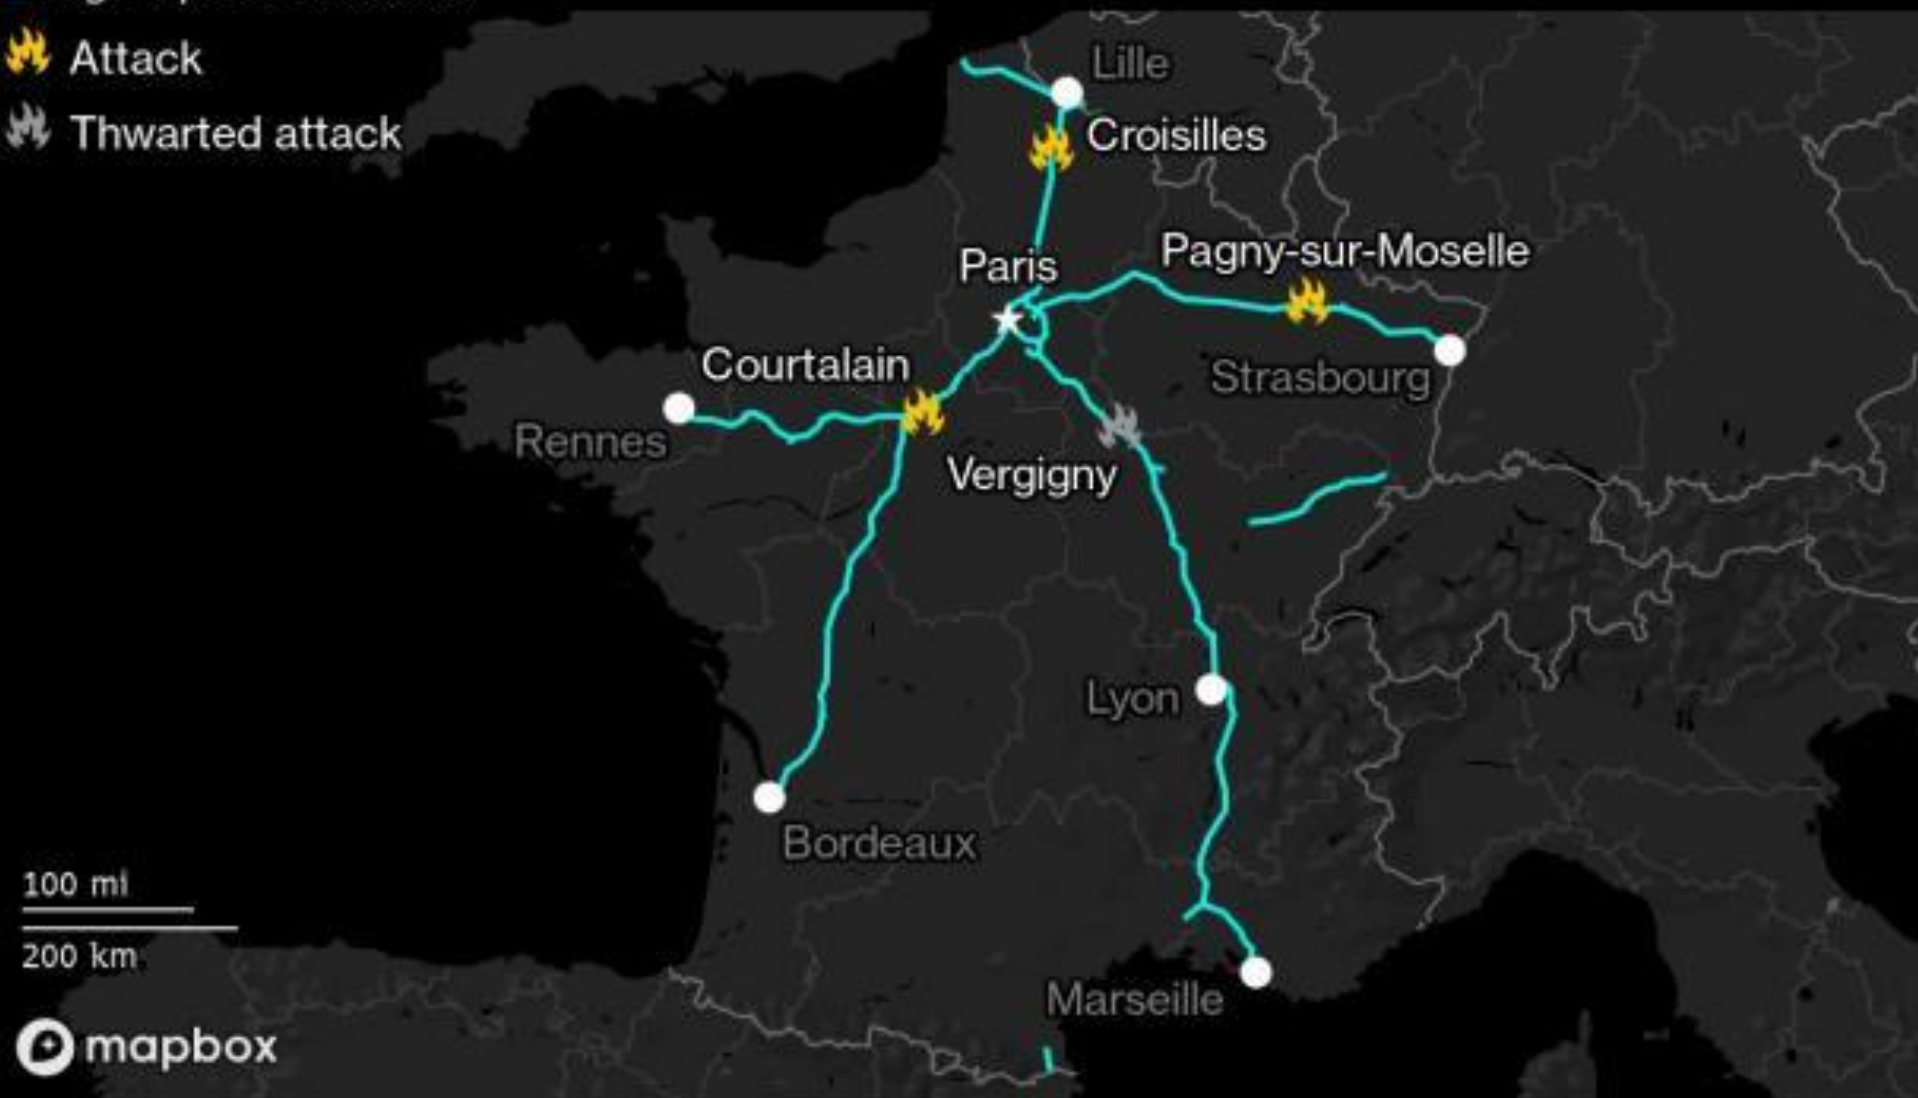 Attack
Thwarted attack
Lille
Croisilles
Paris
Pagny-sur-Moselle
Courtalain
Strasbourg
Rennes
Vergigny
Lyon
Bordeaux
100 mi
200 km
Marseille
mapbox